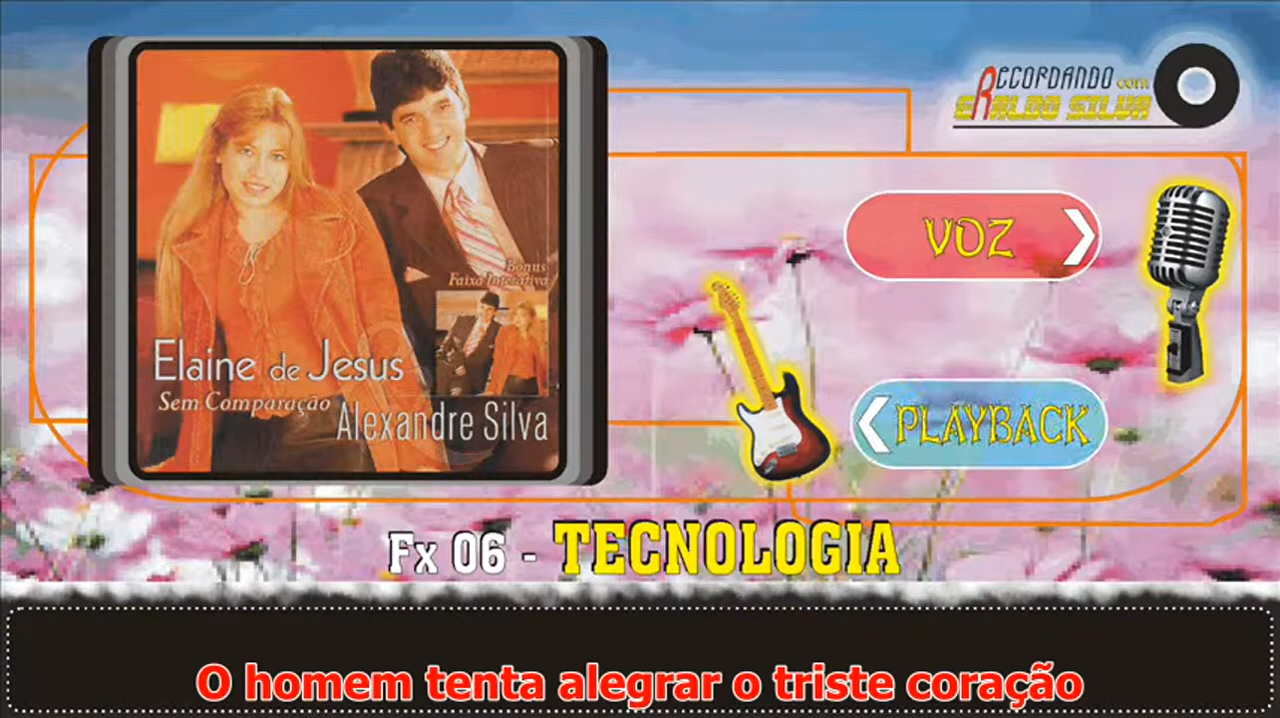 RECORDANDO com
ERALDO SILVA
VOZ
Bonus
Faixa Interativa
Elaine de Jesus
Sem Comparação
Alexandre Silva
PLAYBACK
Fx 06 - TECNOLOGIA
O homem tenta alegrar o triste coração